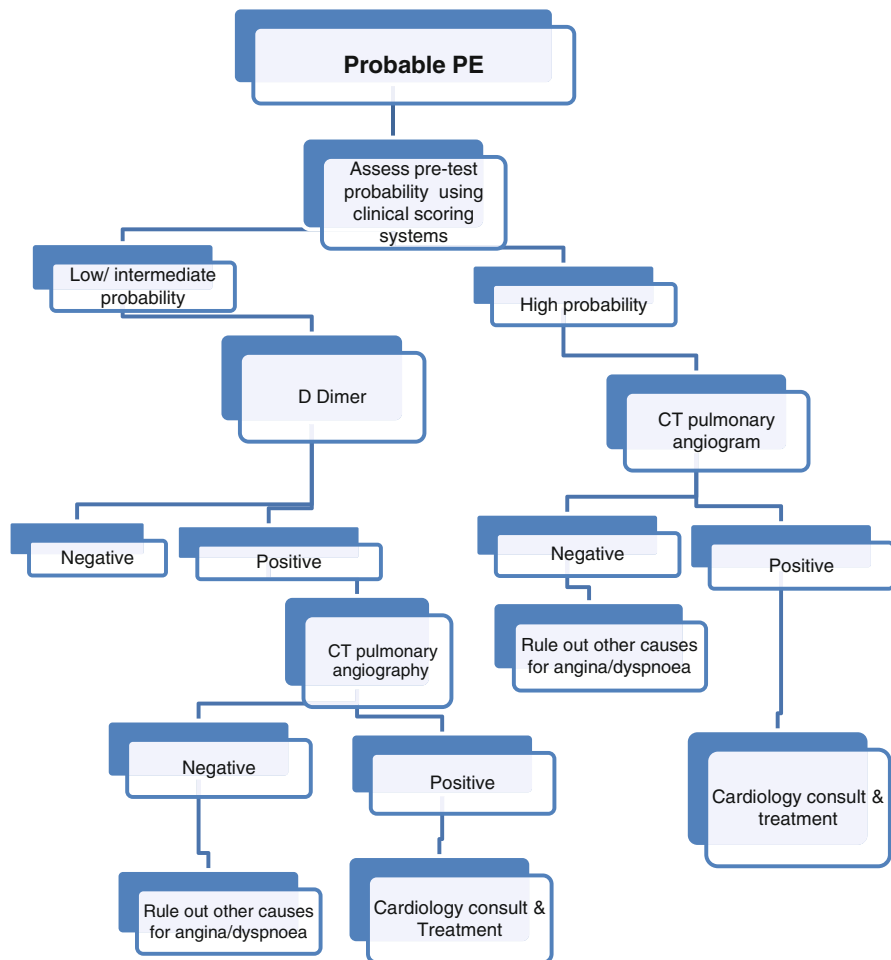 Probable PE
Assess pre-test
probability using
clinical scoring
systems
Low/ intermediate
probability
High probability
D Dimer
CT pulmonary
angiogram
Negative
Positive
Negative
Positive
CT pulmonary
angiography
Rule out other causes
for angina/dyspnoea
Negative
Positive
Cardiology consult &
treatment
Rule out other causes
for angina/dyspnoea
Cardiology consult &
Treatment